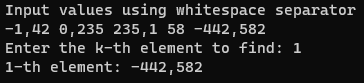 Input values using whitespace separator
-1,42 0,235 235,1 58 -442,582
Enter the k-th element to find: 1
1-th element: -442,582